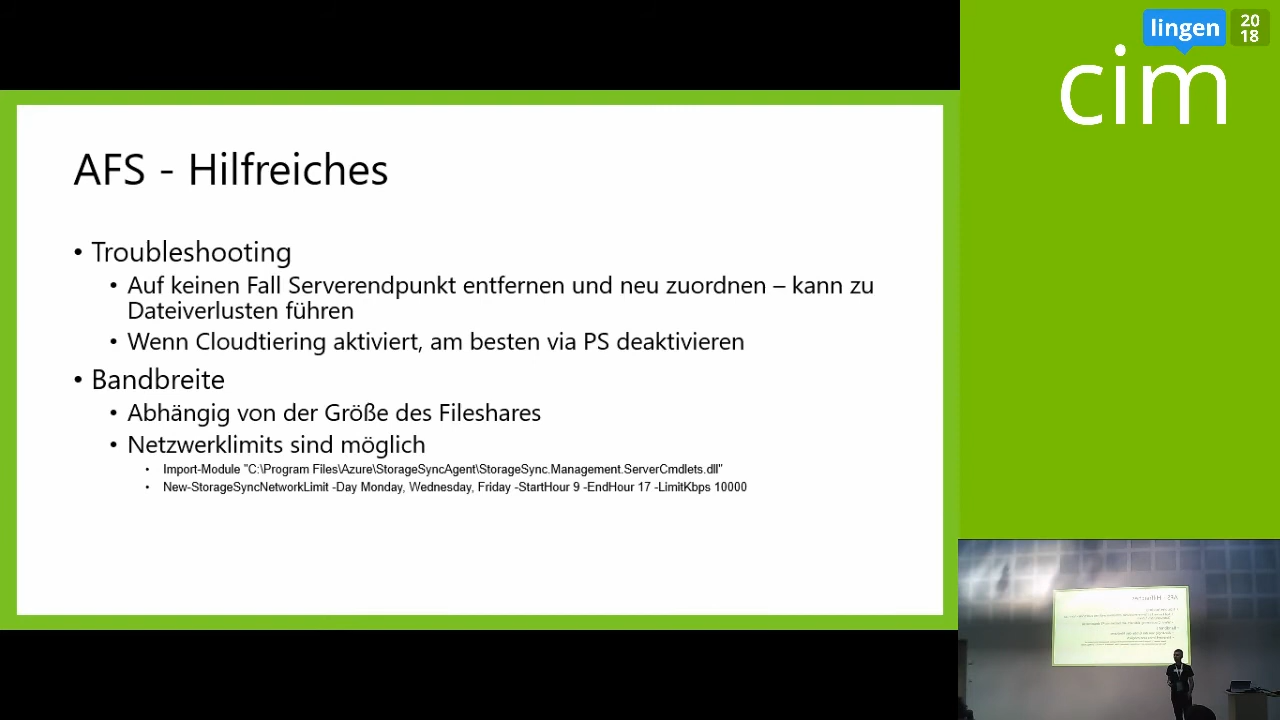 lingen
20
18
cim
AFS - Hilfreiches
• Troubleshooting
• Auf keinen Fall Serverendpunkt entfernen und neu zuordnen – kann zu
Dateiverlusten führen
• Wenn Cloudtiering aktiviert, am besten via PS deaktivieren
• Bandbreite
• Abhängig von der Größe des Fileshares
• Netzwerklimits sind möglich
• Import-Module "C:\Program Files\Azure\StorageSyncAgent\StorageSync.Management.ServerCmdlets.dll"
• New-StorageSyncNetworkLimit -Day Monday, Wednesday, Friday -StartHour 9 -EndHour 17 -LimitKbps 10000